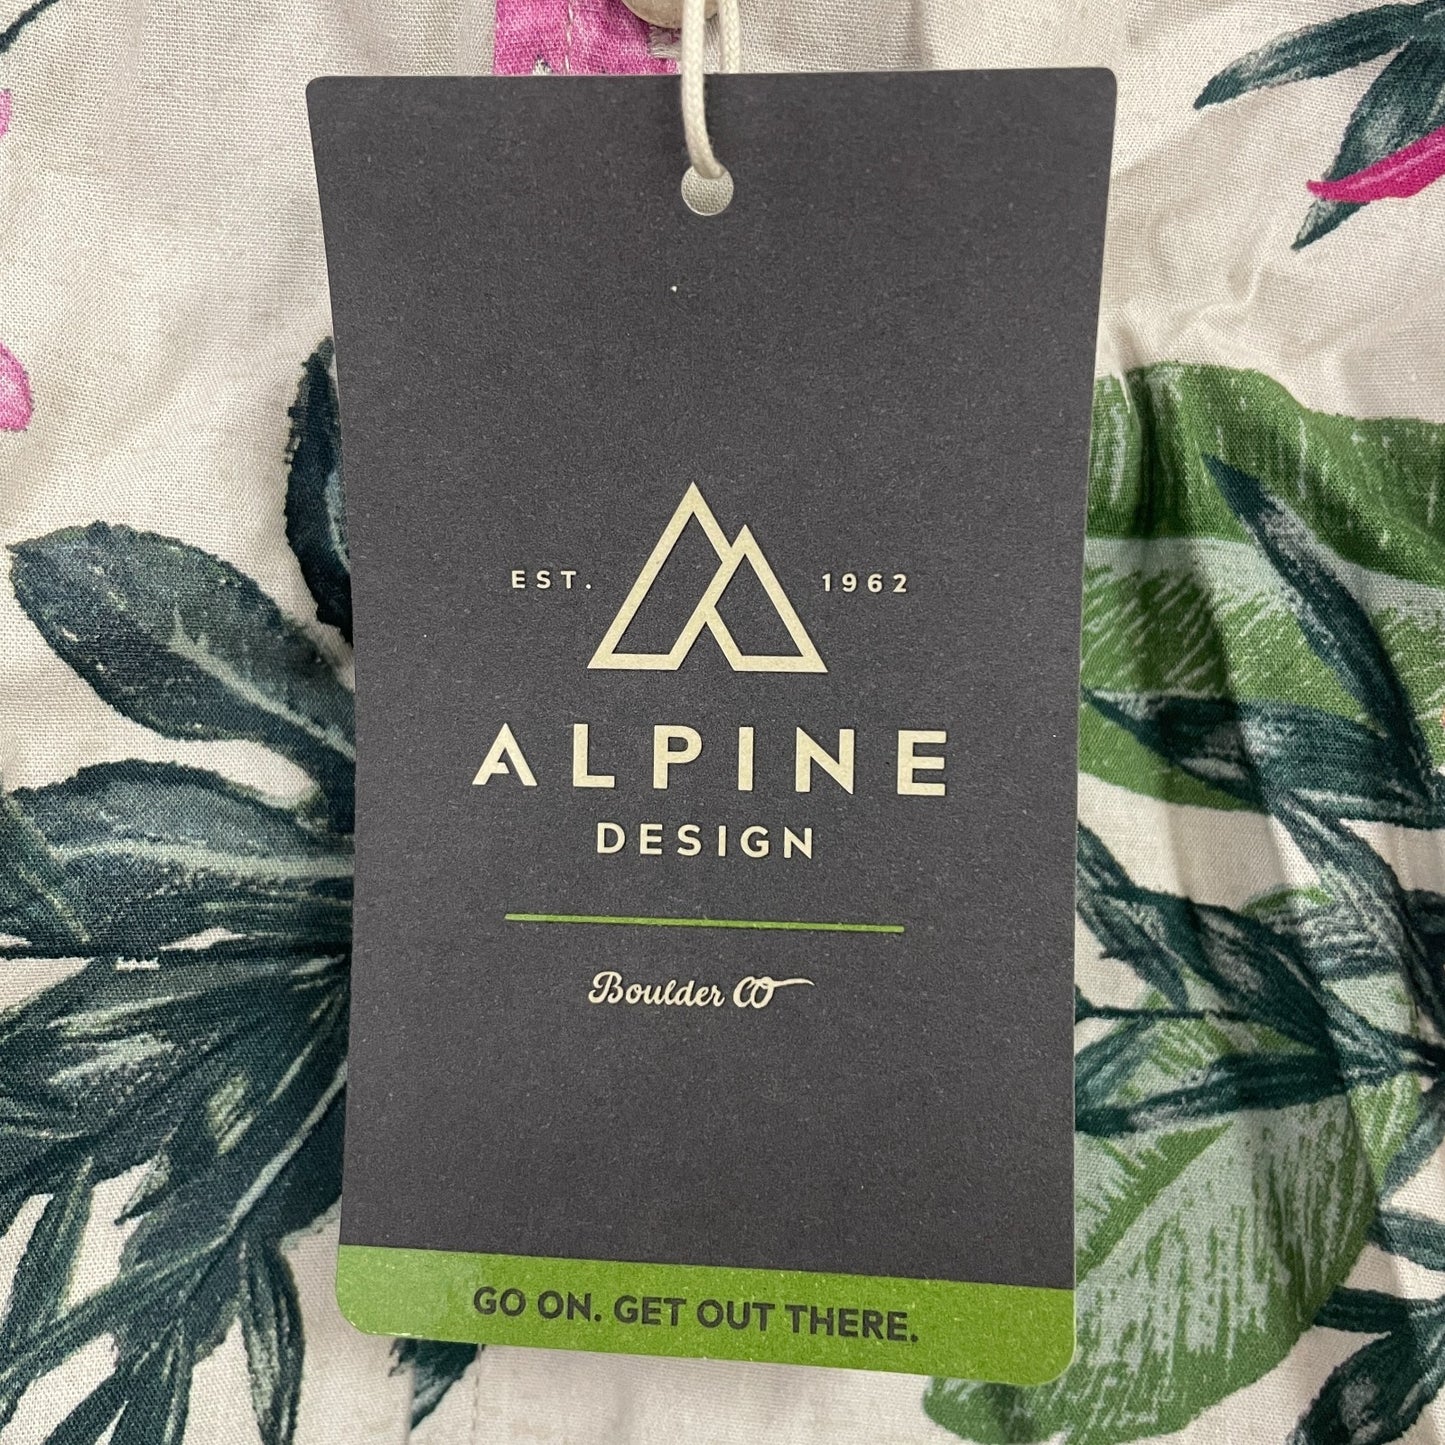 EST. 1962
ALPINE
DESIGN
Boulder CO
GO ON. GET OUT THERE.